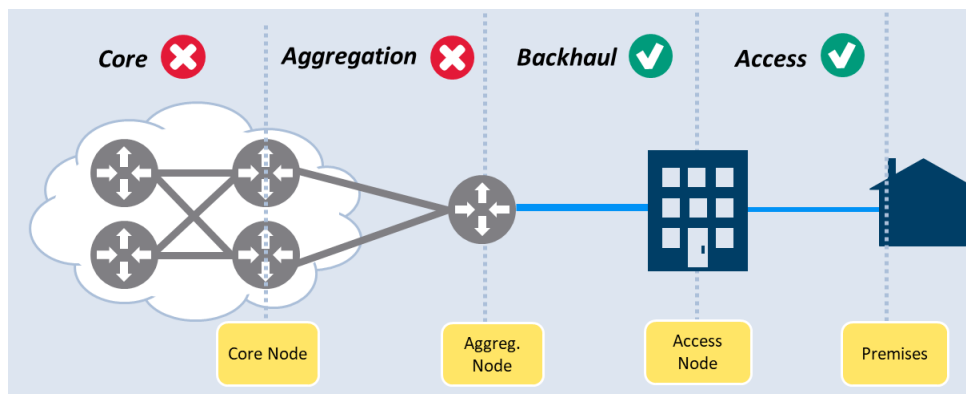 Core
Aggregation
Backhaul
Access
Core Node
Aggreg.
Node
Access
Node
Premises